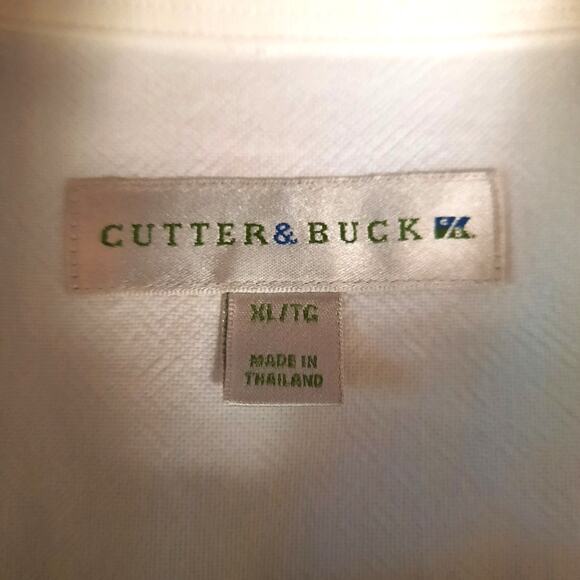 CUTTER & BUCK
XL/TG
MADE IN
THAILAND